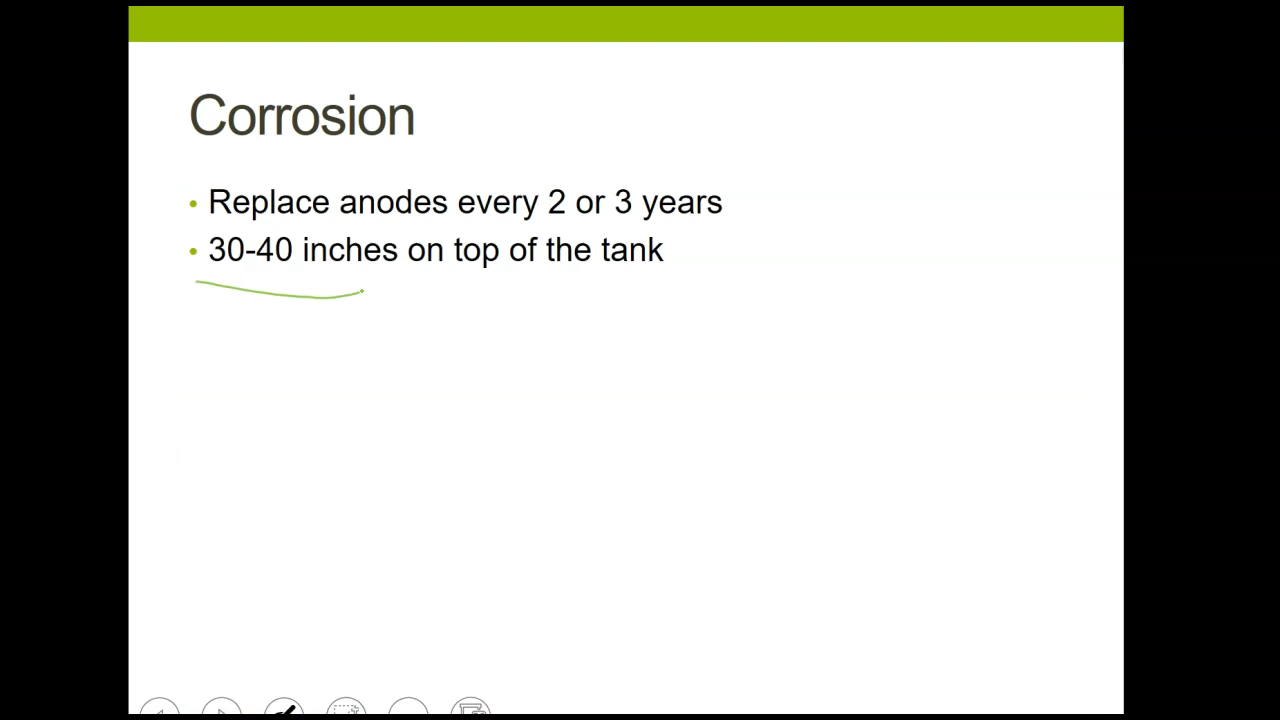 Corrosion
• Replace anodes every 2 or 3 years
• 30-40 inches on top of the tank